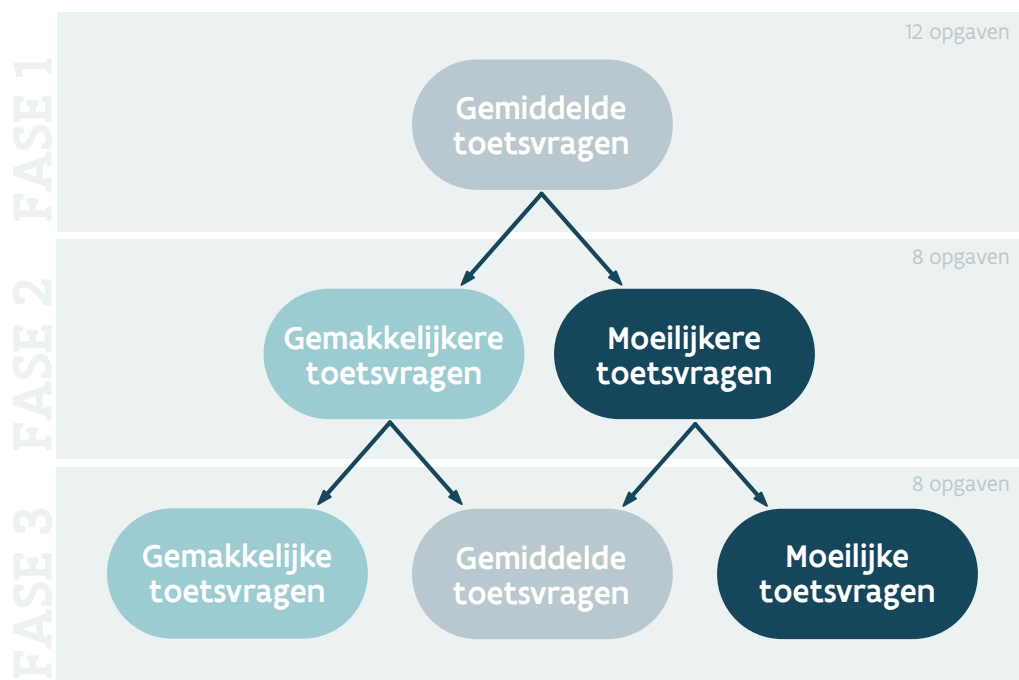 FASE 1
12 opgaven
Gemiddelde
toetsvragen
FASE 2
8 opgaven
Gemakkelijkere
toetsvragen
Moeilijkere
toetsvragen
FASE 3
8 opgaven
Gemakkelijke
toetsvragen
Gemiddelde
toetsvragen
Moeilijke
toetsvragen